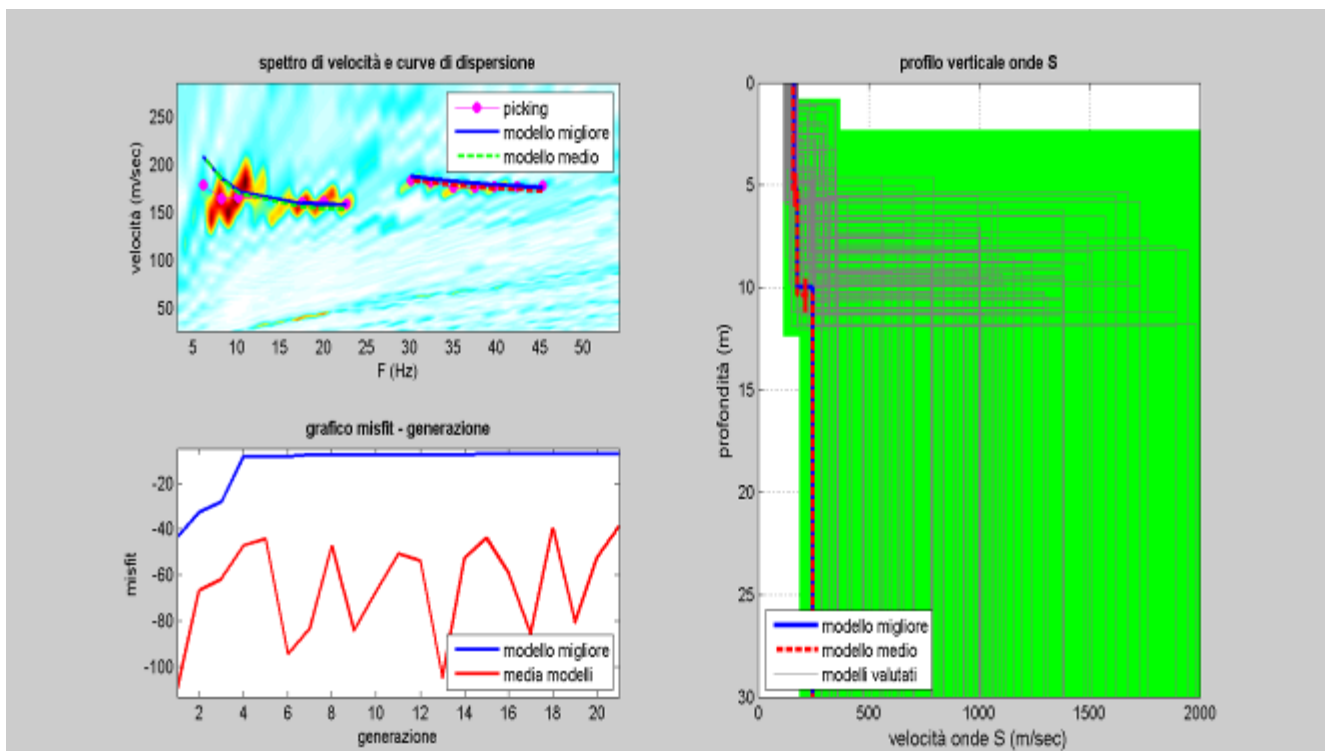 spettro di velocità e curve di dispersione
picking
modello migliore
modello medio
250
200
150
100
50
velocità (m/sec)
5 10 15 20 25 30 35 40 45 50
F (Hz)
grafico misfit - generazione
-20
-40
-60
-80
-100
misfit
modello migliore
media modelli
2 4 6 8 10 12 14 16 18 20
generazione
profilo verticale onde S
0
5
10
15
20
25
30
profondità (m)
modello migliore
modello medio
modelli valutati
0 500 1000 1500 2000
velocità onde S (m/sec)